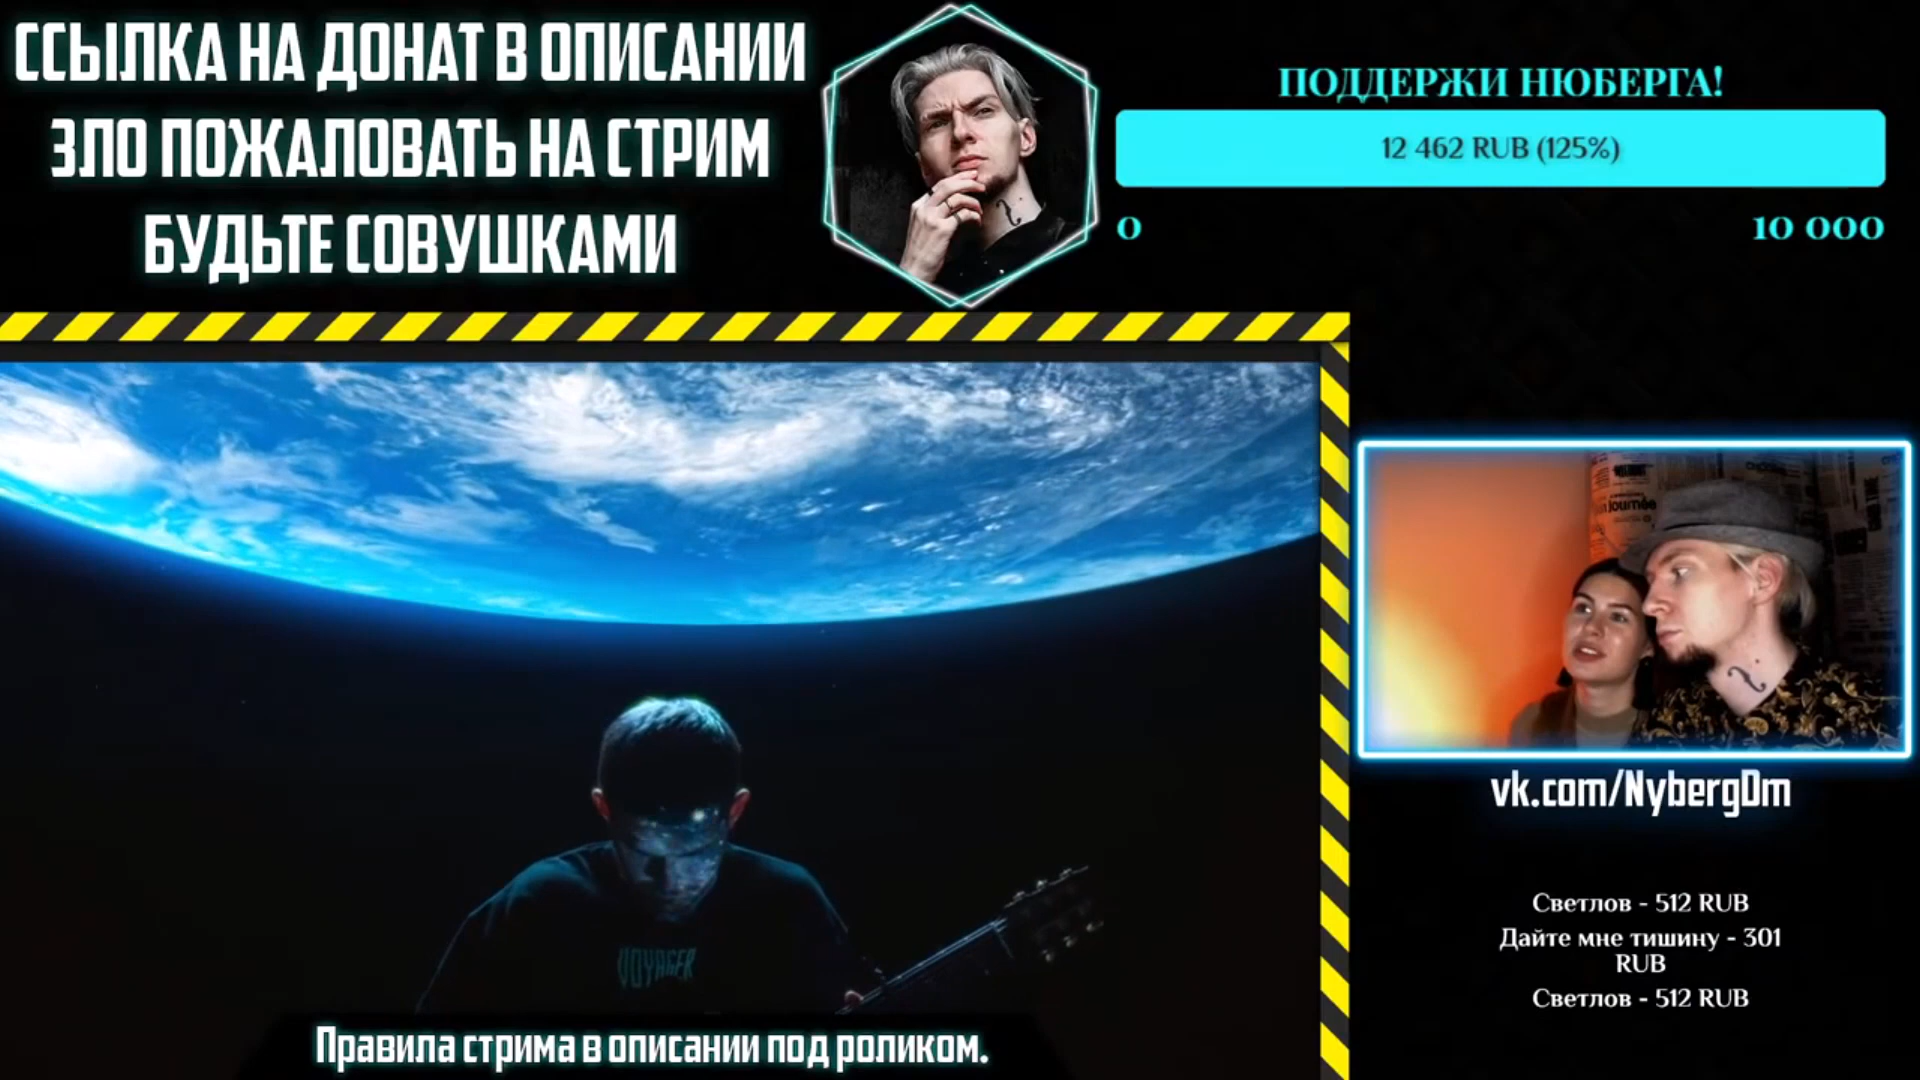 ССЫЛКА НА ДОНАТ В ОПИСАНИИ
ЗЛО ПОЖАЛОВАТЬ НА СТРИМ
БУДЬТЕ СОВУШКАМИ
ПОДДЕРЖИ НЮБЕРГА!
12 462 RUB (125%)
0
10 000
journée
vk.com/NybergDm
Светлов - 512 RUB
Дайте мне тишину - 301
RUB
Светлов - 512 RUB
VOYAGER
Правила стрима в описании под роликом.